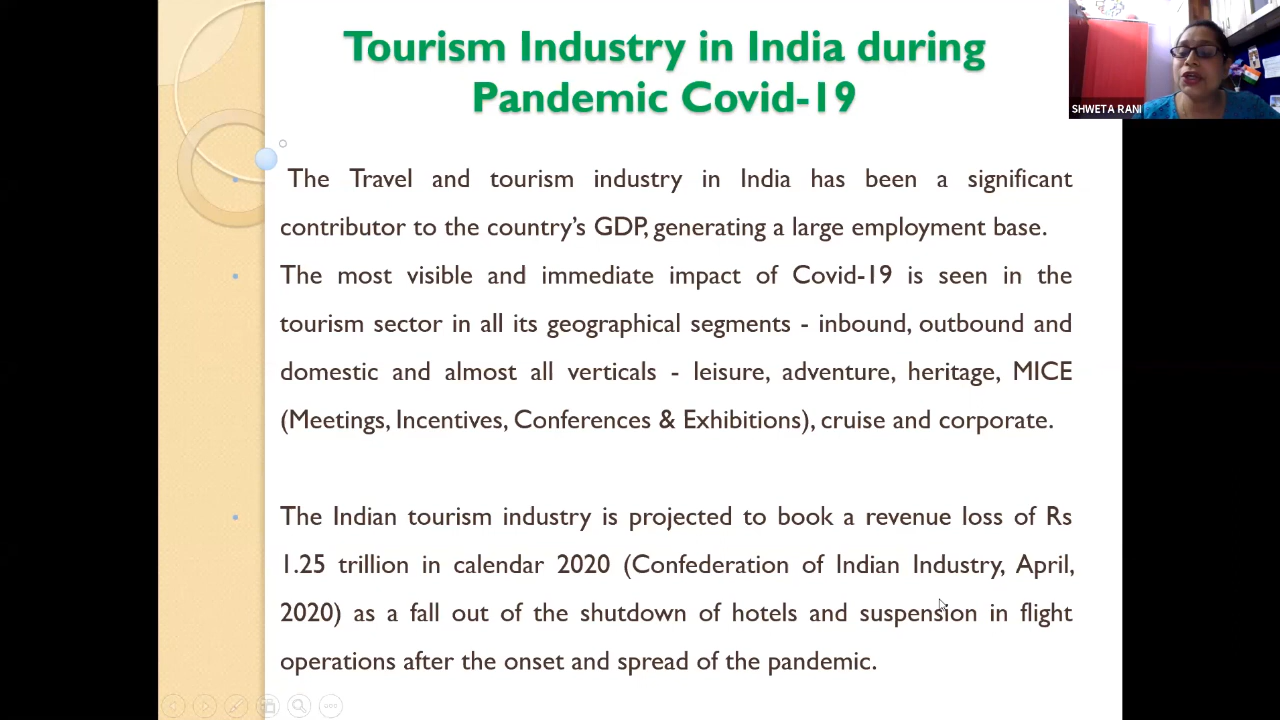 Tourism Industry in India during
Pandemic Covid-19
SHWETA RANI
The Travel and tourism industry in India has been a significant
contributor to the country's GDP, generating a large employment base.
The most visible and immediate impact of Covid-19 is seen in the
tourism sector in all its geographical segments - inbound, outbound and
domestic and almost all verticals - leisure, adventure, heritage, MICE
(Meetings, Incentives, Conferences & Exhibitions), cruise and corporate.
The Indian tourism industry is projected to book a revenue loss of Rs
1.25 trillion in calendar 2020 (Confederation of Indian Industry, April,
2020) as a fall out of the shutdown of hotels and suspension in flight
operations after the onset and spread of the pandemic.